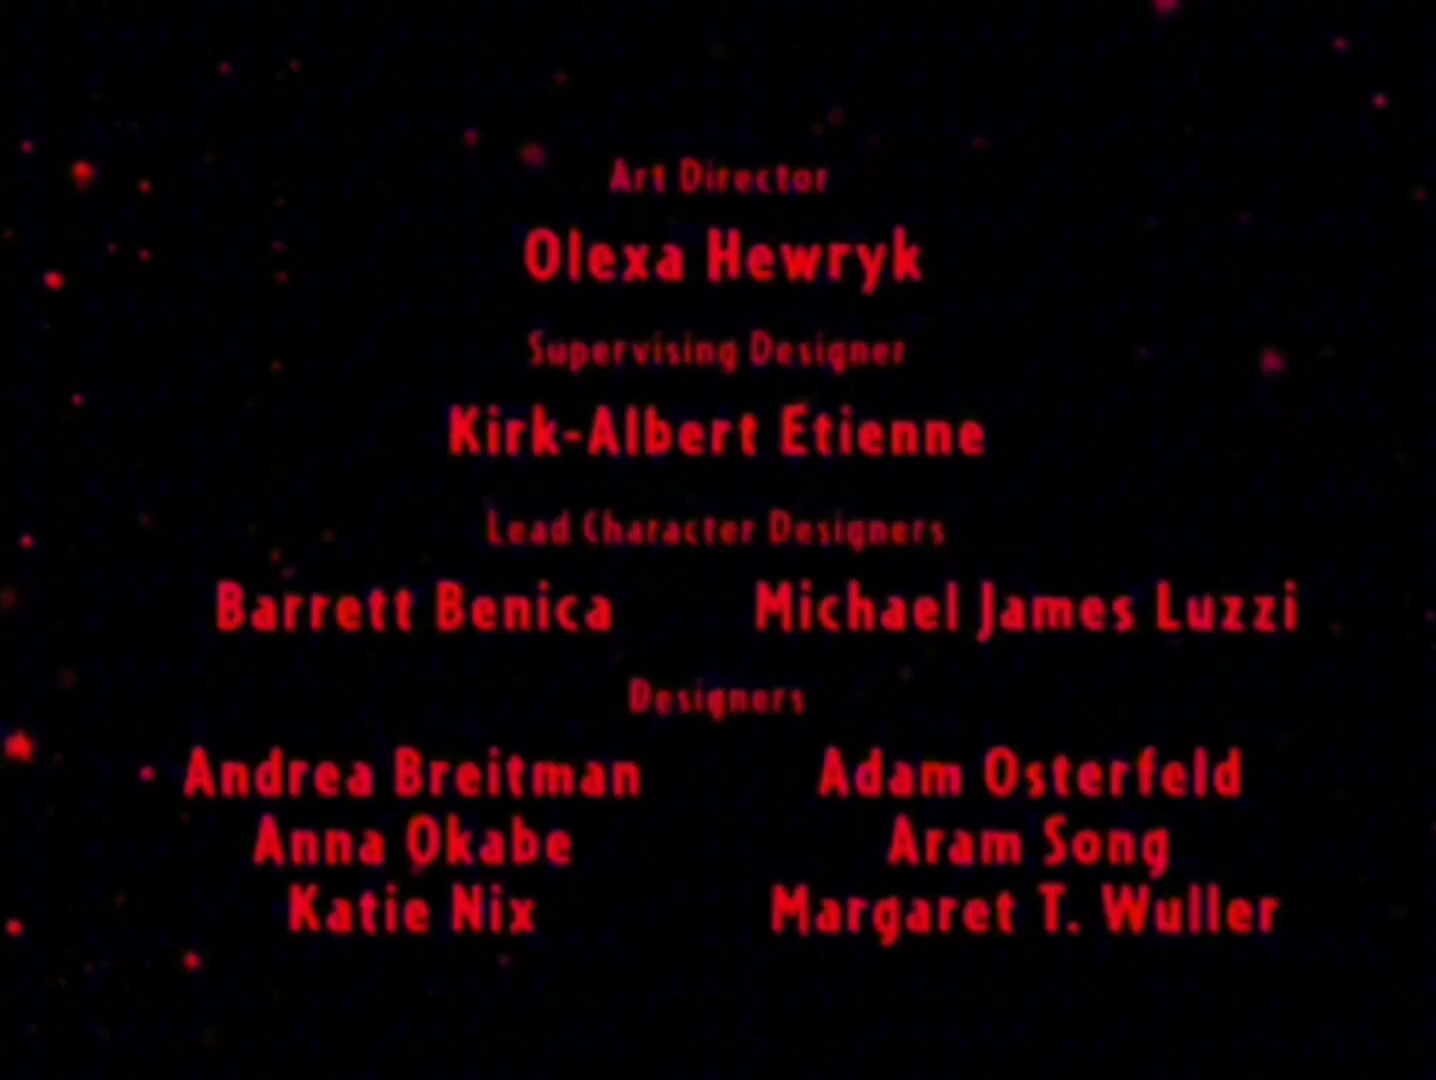 Art Director
Olexa Hewryk
Supervising Designer
Kirk-Albert Etienne
Lead Character Designers
Barrett Benica Michael James Luzzi
Designers
Andrea Breitman Adam Osterfeld
Anna Okabe Aram Song
Katie Nix Margaret T. Wuller